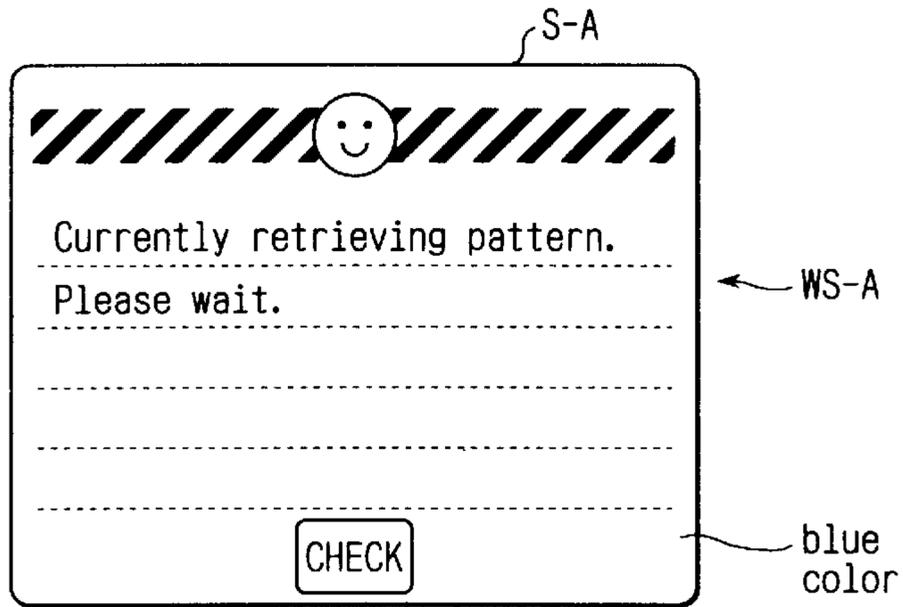 S-A
Currently retrieving pattern.
Please wait.
WS-A
CHECK
blue
color